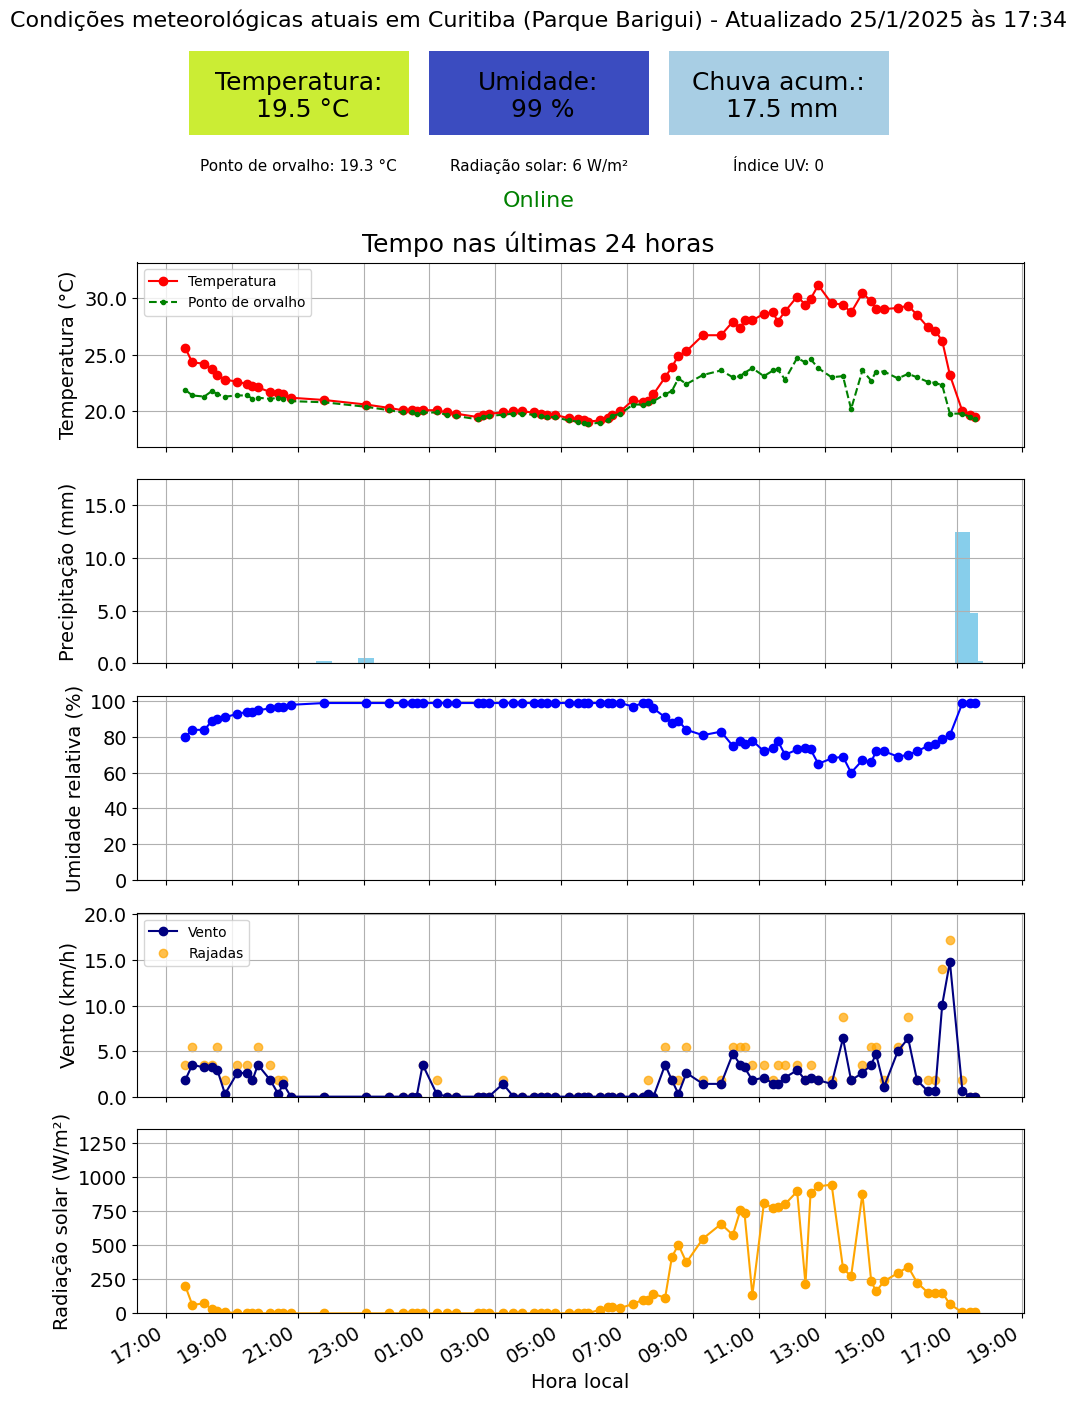 Condições meteorológicas atuais em Curitiba (Parque Barigui) - Atualizado 25/1/2025 às 17:34
Temperatura:
19.5 °C
Umidade:
99 %
Chuva acum.:
17.5 mm
Ponto de orvalho: 19.3 °C
Radiação solar: 6 W/m²
Índice UV: 0
Online
Tempo nas últimas 24 horas
Temperatura (°C)
30.0
25.0
20.0
Temperatura
Ponto de orvalho
Precipitação (mm)
15.0
10.0
5.0
0.0
Umidade relativa (%)
100
80
60
40
20
0
Vento (km/h)
20.0
15.0
10.0
5.0
0.0
Vento
Rajadas
Radiação solar (W/m²)
1250
1000
750
500
250
0
17:00
19:00
21:00
23:00
01:00
03:00
05:00
07:00
09:00
11:00
13:00
15:00
17:00
19:00
Hora local